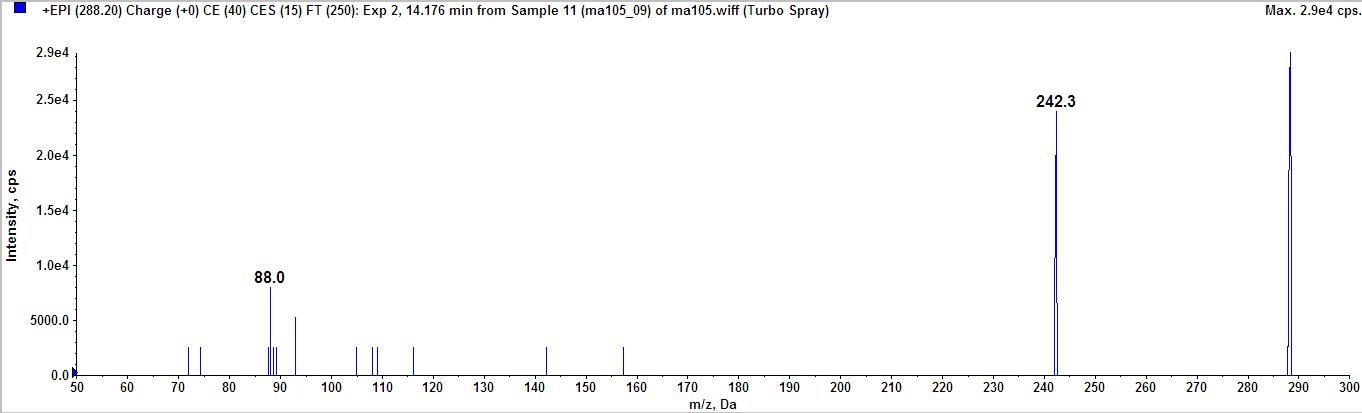 +EPI (288.20) Charge (+0) CE (40) CES (15) FT (250): Exp 2, 14.176 min from Sample 11 (ma105_09) of ma105.wiff (Turbo Spray) Max. 2.9e4 cps.
2.9e4
2.5e4
2.0e4
1.5e4
1.0e4
5000.0
0.0
Intensity, cps
242.3
88.0
50 60 70 80 90 100 110 120 130 140 150 160 170 180 190 200 210 220 230 240 250 260 270 280 290 300
m/z, Da